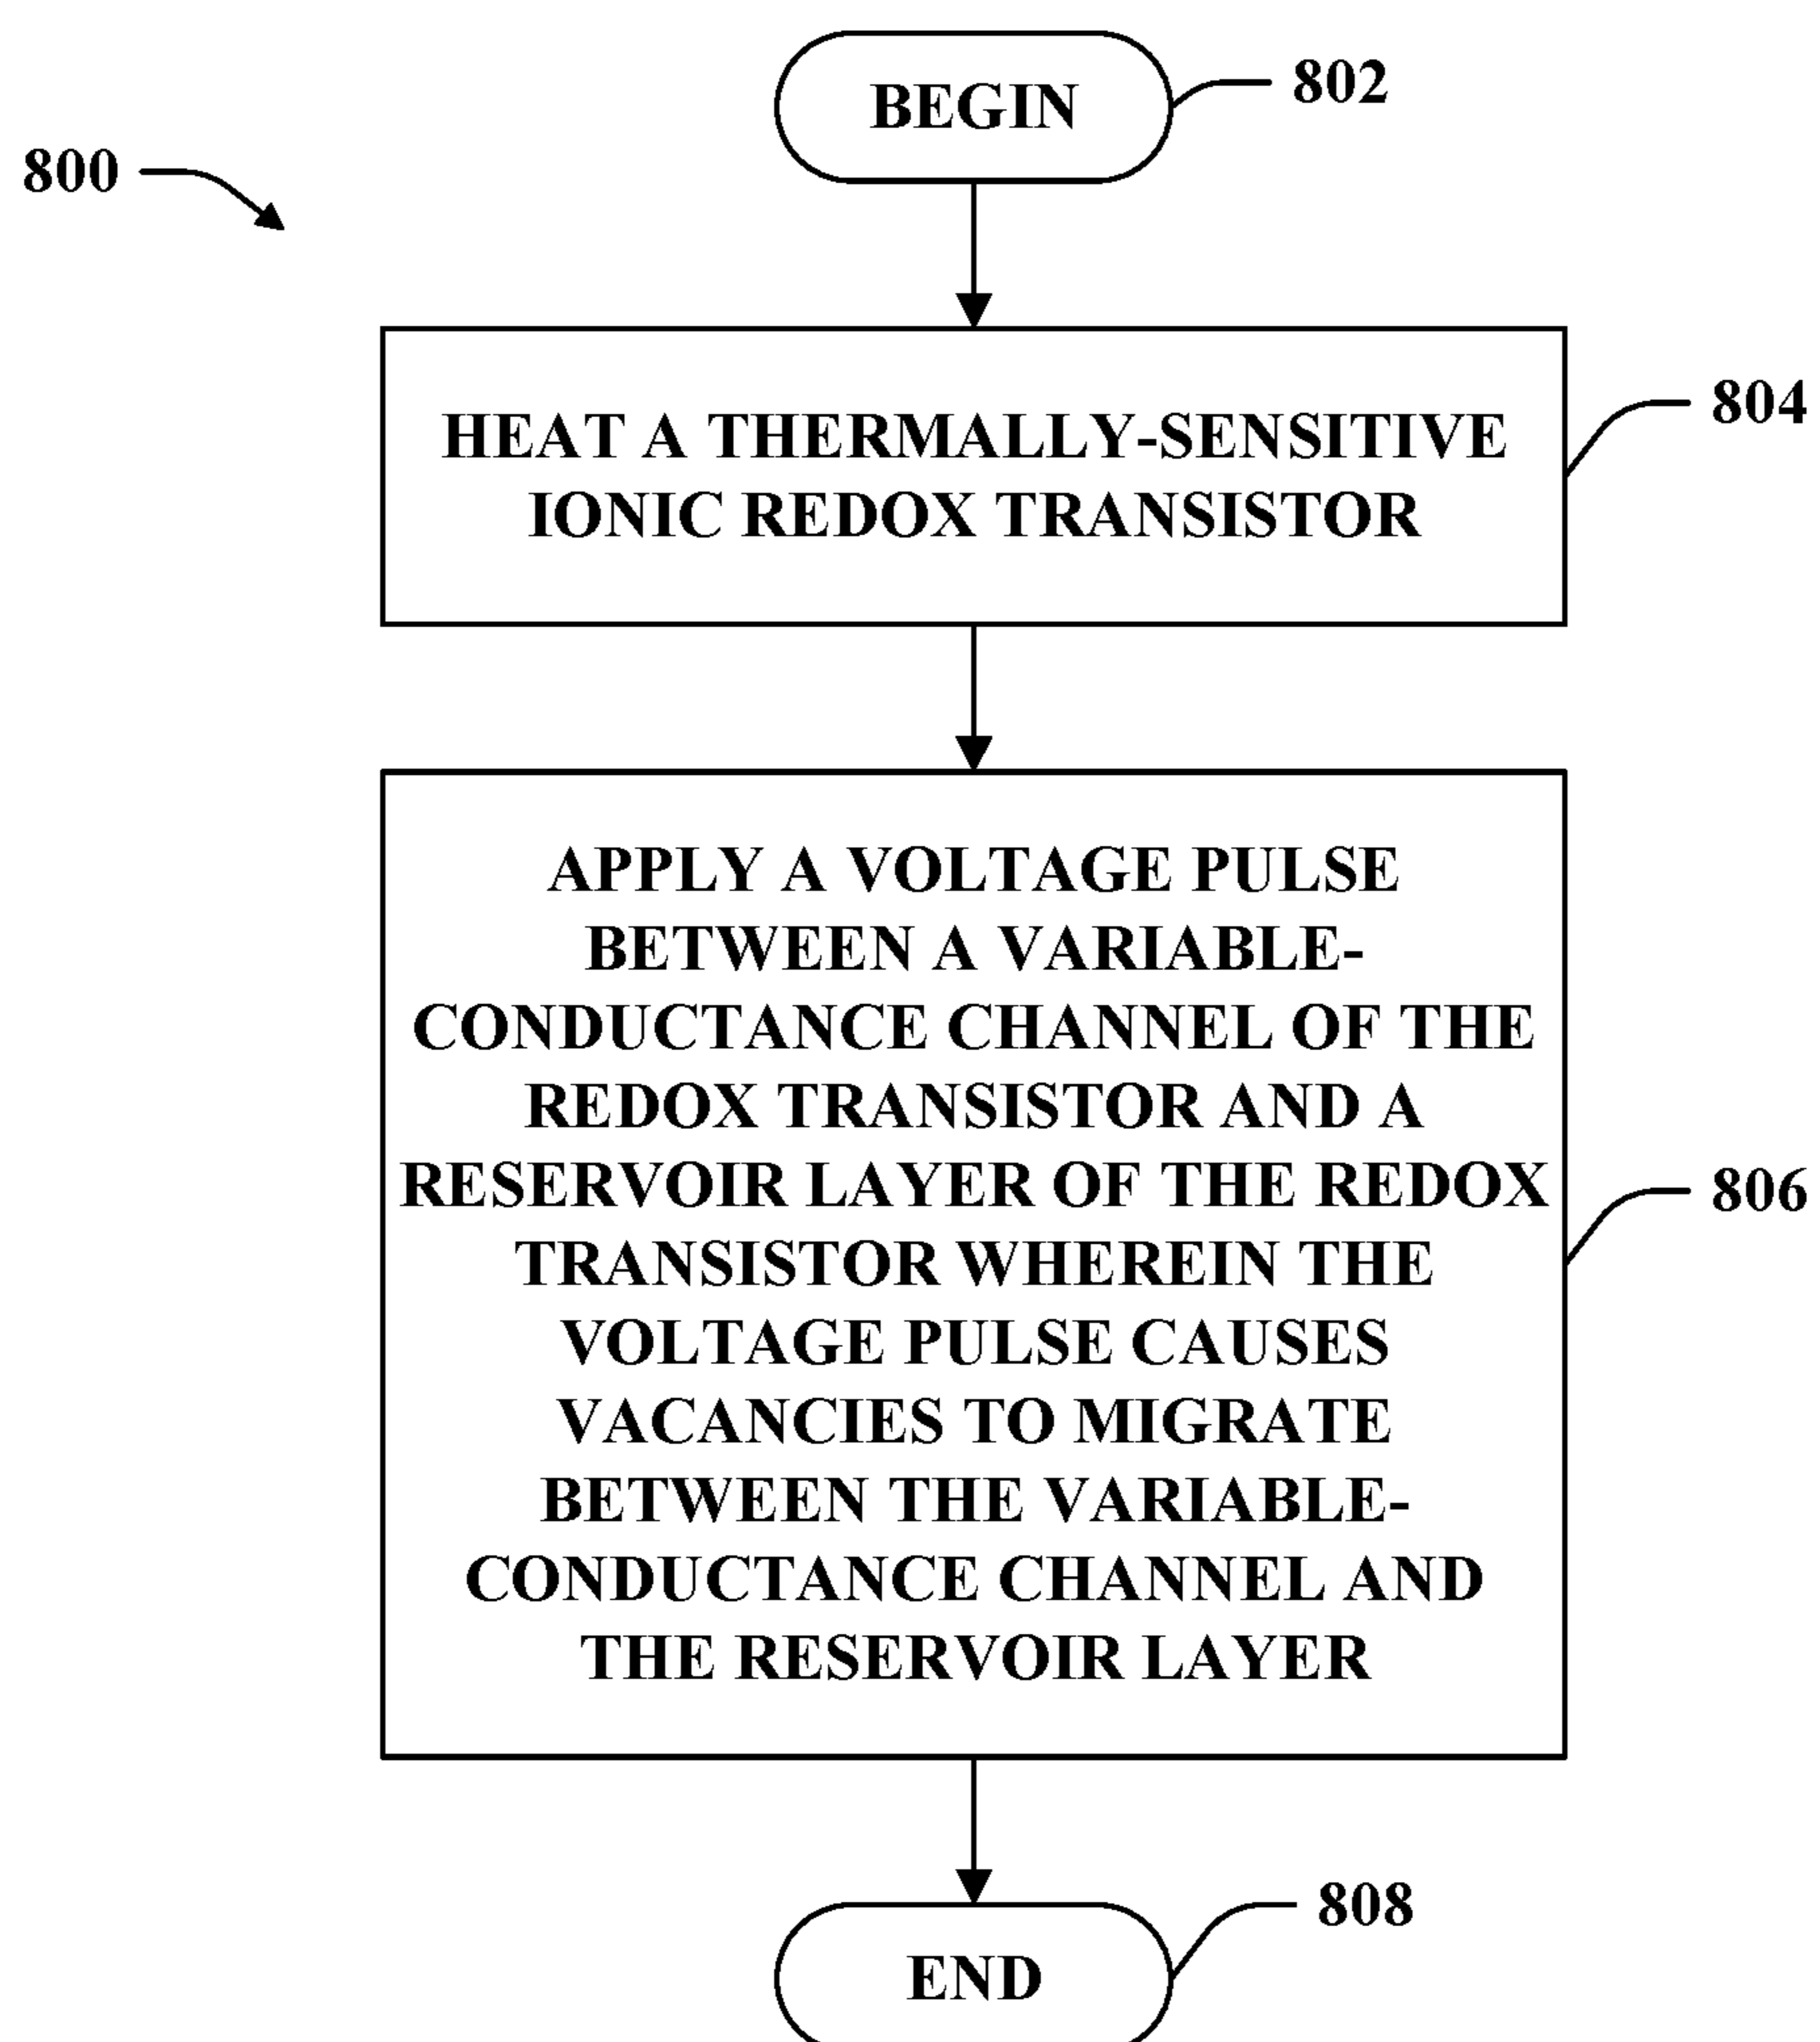 BEGIN
802
800
HEAT A THERMALLY-SENSITIVE
IONIC REDOX TRANSISTOR
804
APPLY A VOLTAGE PULSE
BETWEEN A VARIABLE-
CONDUCTANCE CHANNEL OF THE
REDOX TRANSISTOR AND A
RESERVOIR LAYER OF THE REDOX
TRANSISTOR WHEREIN THE
VOLTAGE PULSE CAUSES
VACANCIES TO MIGRATE
BETWEEN THE VARIABLE-
CONDUCTANCE CHANNEL AND
THE RESERVOIR LAYER
806
808
END